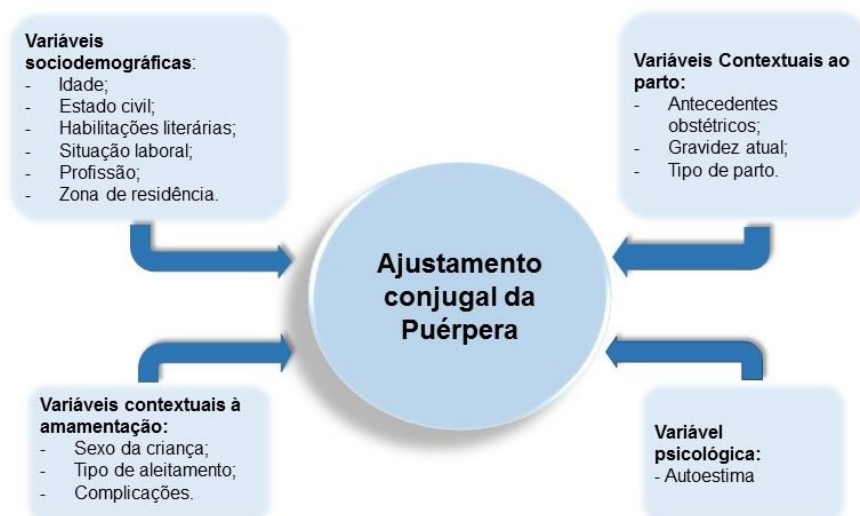 Variáveis
sociodemográficas:
- Idade;
- Estado civil;
- Habilitações literárias;
- Situação laboral;
- Profissão;
- Zona de residência.
Variáveis Contextuais ao
parto:
- Antecedentes
obstétricos;
- Gravidez atual;
- Tipo de parto.
Ajustamento
conjugal da
Puérpera
Variáveis contextuais à
amamentação:
- Sexo da criança;
- Tipo de aleitamento;
- Complicações.
Variável
psicológica:
- Autoestima